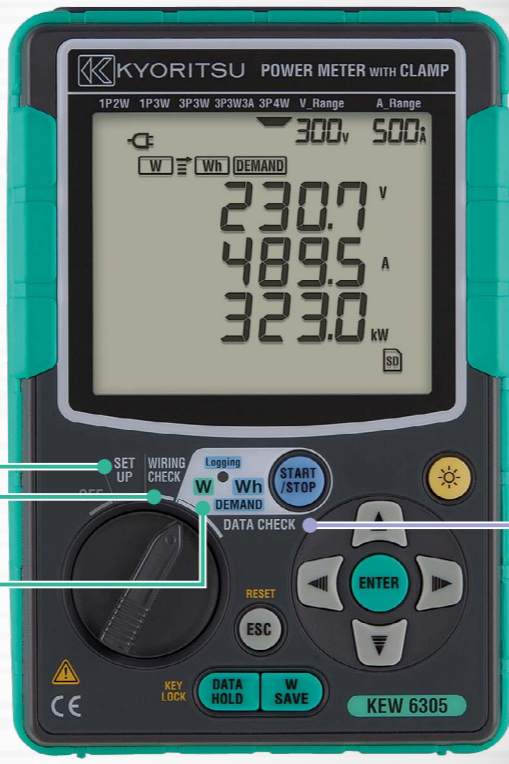 KYORITSU POWER METER WITH CLAMP
1P2W 1P3W 3P3W 3P3W3A 3P4W V_Range A_Range
300V 500A
W Wh DEMAND
230.7 V
489.5 A
323.0 kW
SD
OFF
SET UP
WIRING CHECK
Logging
W Wh
DEMAND
START /STOP
DATA CHECK
ENTER
RESET
ESC
KEY LOCK
DATA HOLD
W SAVE
CE
KEW 6305